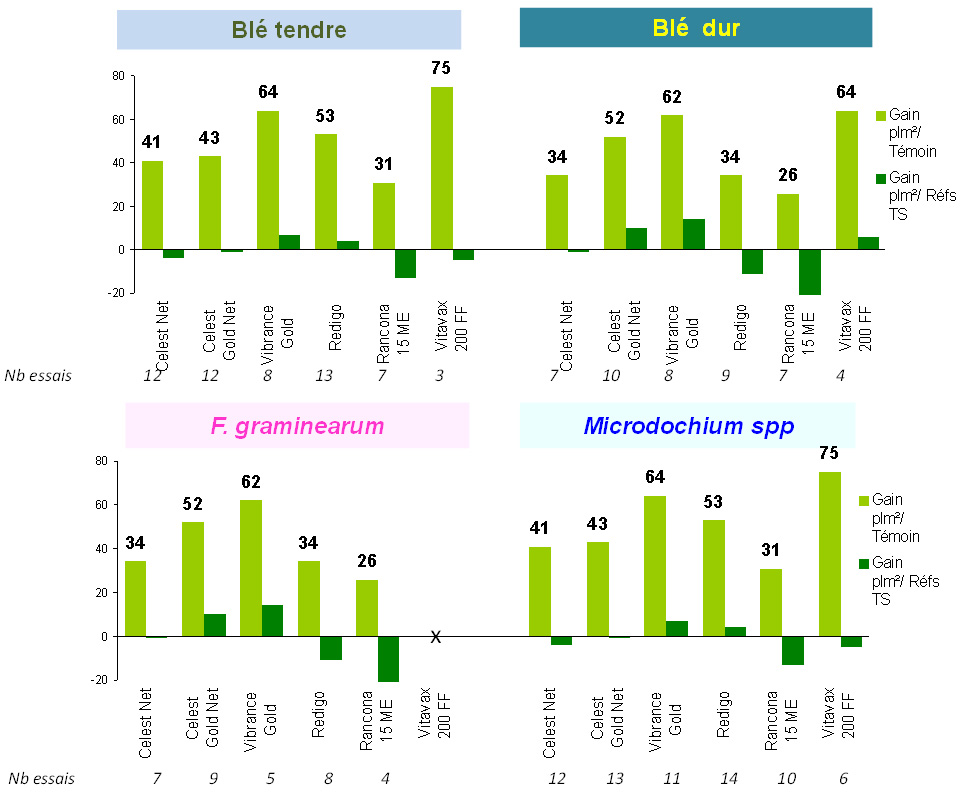 Blé tendre
Blé dur
80
60
40
20
0
-20
41
43
64
53
31
75
34
52
62
34
26
64
Gain
plm²/
Témoin
Gain
plm²/ Réfs
TS
Celest Net
Celest
Gold Net
Vibrance
Gold
Redigo
Rancona
15 ME
Vitavax
200 FF
Celest Net
Celest
Gold Net
Vibrance
Gold
Redigo
Rancona
15 ME
Vitavax
200 FF
Nb essais 12 12 8 13 7 3 7 10 8 9 7 4
F. graminearum
Microdochium spp
80
60
40
20
0
-20
34
52
62
34
26
X
41
43
64
53
31
75
Gain
plm²/
Témoin
Gain
plm²/ Réfs
TS
Celest Net
Celest
Gold Net
Vibrance
Gold
Redigo
Rancona
15 ME
Vitavax
200 FF
Celest Net
Celest
Gold Net
Vibrance
Gold
Redigo
Rancona
15 ME
Vitavax
200 FF
Nb essais 7 9 5 8 4 12 13 11 14 10 6